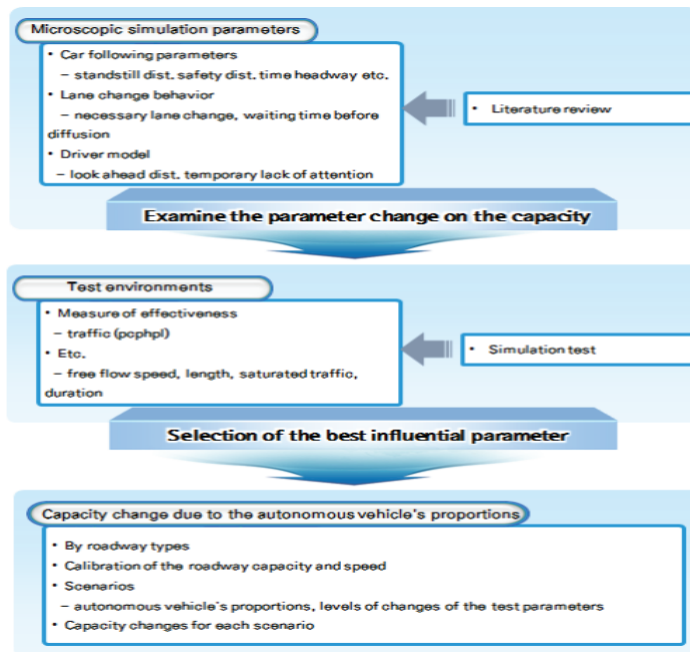 Microscopic simulation parameters
• Car following parameters
– standstill dist. safety dist. time headway etc.
• Lane change behavior
– necessary lane change, waiting time before
diffusion
• Driver model
– look ahead dist. temporary lack of attention
• Literature review
Examine the parameter change on the capacity
Test environments
• Measure of effectiveness
– traffic (pcphpl)
• Etc.
– free flow speed, length, saturated traffic,
duration
• Simulation test
Selection of the best influential parameter
Capacity change due to the autonomous vehicle's proportions
• By roadway types
• Calibration of the roadway capacity and speed
• Scenarios
– autonomous vehicle's proportions, levels of changes of the test parameters
• Capacity changes for each scenario